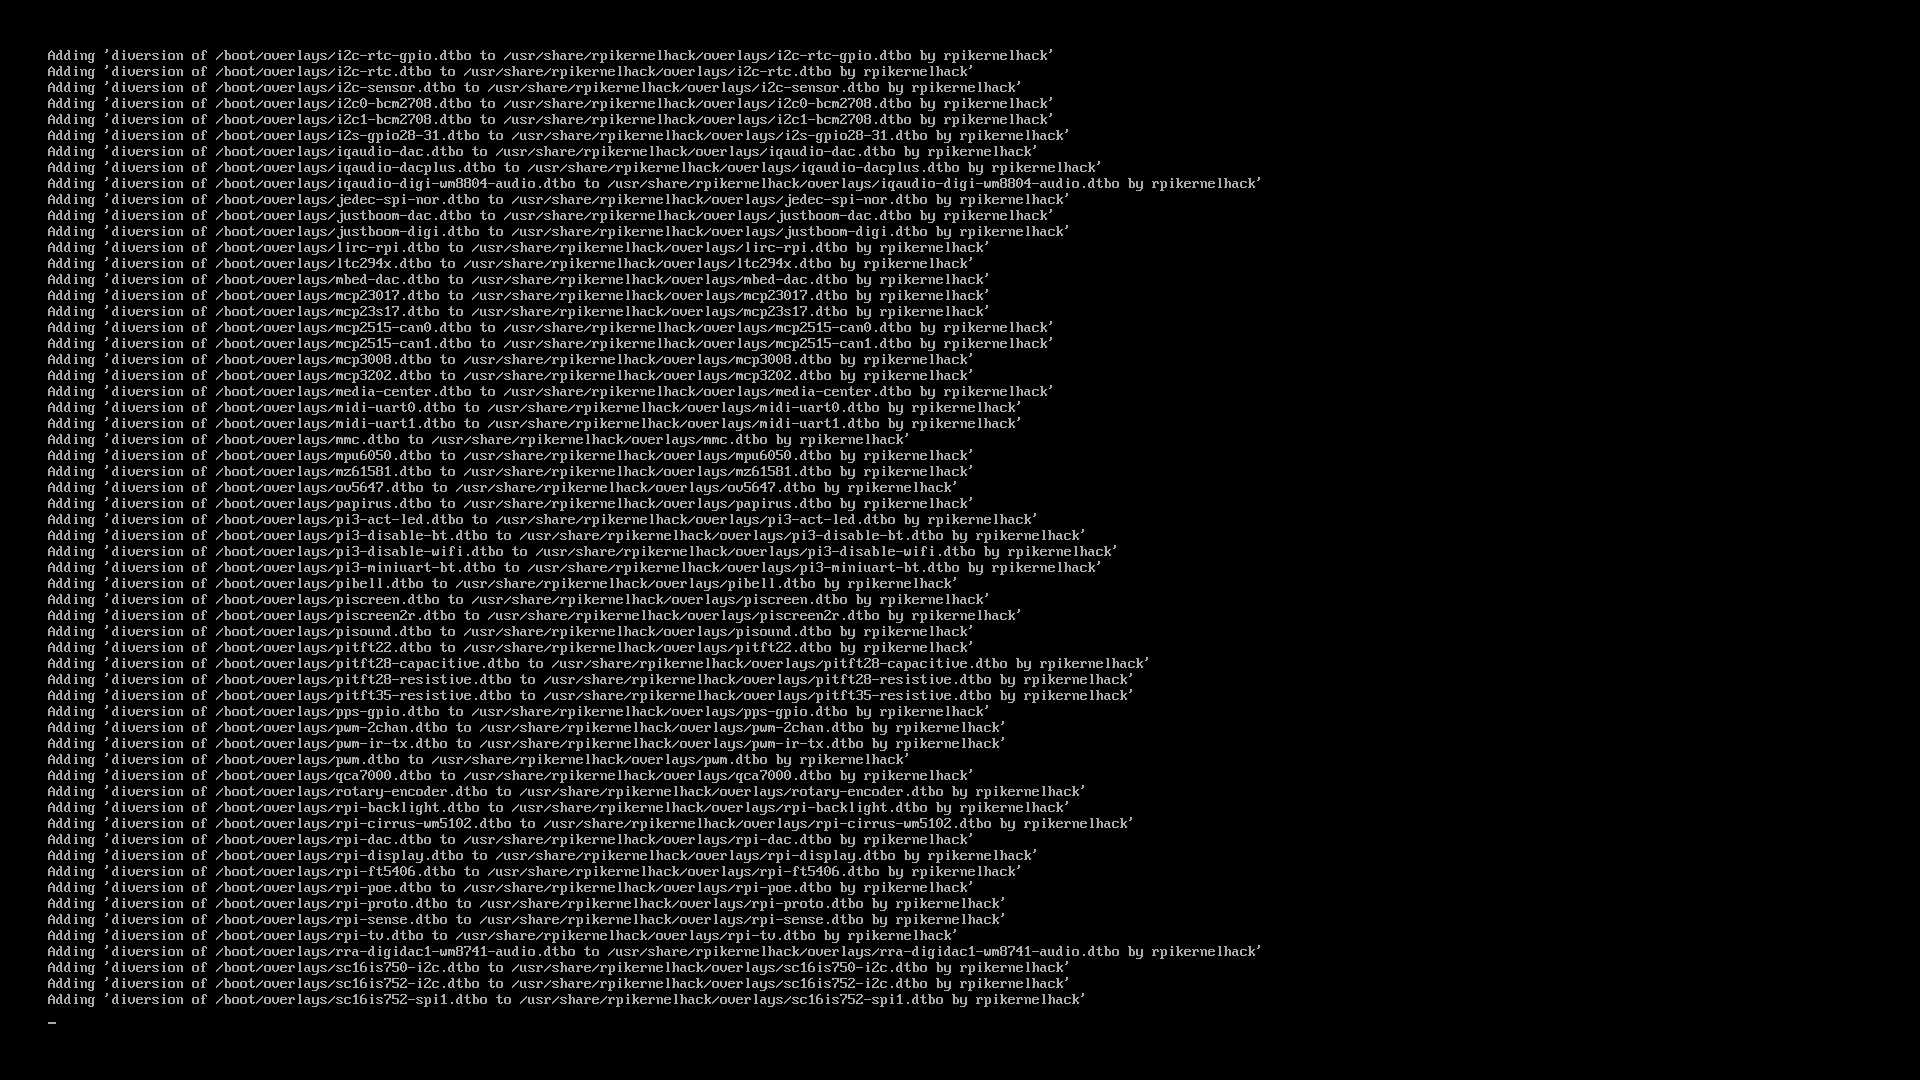 Adding 'diversion of /boot/overlays/i2c-rtc-gpio.dtbo to /usr/share/rpikernelhack/overlays/i2c-rtc-gpio.dtbo by rpikernelhack'
Adding 'diversion of /boot/overlays/i2c-rtc.dtbo to /usr/share/rpikernelhack/overlays/i2c-rtc.dtbo by rpikernelhack'
Adding 'diversion of /boot/overlays/i2c-sensor.dtbo to /usr/share/rpikernelhack/overlays/i2c-sensor.dtbo by rpikernelhack'
Adding 'diversion of /boot/overlays/i2c0-bcm2708.dtbo to /usr/share/rpikernelhack/overlays/i2c0-bcm2708.dtbo by rpikernelhack'
Adding 'diversion of /boot/overlays/i2c1-bcm2708.dtbo to /usr/share/rpikernelhack/overlays/i2c1-bcm2708.dtbo by rpikernelhack'
Adding 'diversion of /boot/overlays/i2s-gpio28-31.dtbo to /usr/share/rpikernelhack/overlays/i2s-gpio28-31.dtbo by rpikernelhack'
Adding 'diversion of /boot/overlays/iqaudio-dac.dtbo to /usr/share/rpikernelhack/overlays/iqaudio-dac.dtbo by rpikernelhack'
Adding 'diversion of /boot/overlays/iqaudio-dacplus.dtbo to /usr/share/rpikernelhack/overlays/iqaudio-dacplus.dtbo by rpikernelhack'
Adding 'diversion of /boot/overlays/iqaudio-digi-wm8804-audio.dtbo to /usr/share/rpikernelhack/overlays/iqaudio-digi-wm8804-audio.dtbo by rpikernelhack'
Adding 'diversion of /boot/overlays/jedec-spi-nor.dtbo to /usr/share/rpikernelhack/overlays/jedec-spi-nor.dtbo by rpikernelhack'
Adding 'diversion of /boot/overlays/justboom-dac.dtbo to /usr/share/rpikernelhack/overlays/justboom-dac.dtbo by rpikernelhack'
Adding 'diversion of /boot/overlays/justboom-digi.dtbo to /usr/share/rpikernelhack/overlays/justboom-digi.dtbo by rpikernelhack'
Adding 'diversion of /boot/overlays/lirc-rpi.dtbo to /usr/share/rpikernelhack/overlays/lirc-rpi.dtbo by rpikernelhack'
Adding 'diversion of /boot/overlays/ltc294x.dtbo to /usr/share/rpikernelhack/overlays/ltc294x.dtbo by rpikernelhack'
Adding 'diversion of /boot/overlays/mbed-dac.dtbo to /usr/share/rpikernelhack/overlays/mbed-dac.dtbo by rpikernelhack'
Adding 'diversion of /boot/overlays/mcp23017.dtbo to /usr/share/rpikernelhack/overlays/mcp23017.dtbo by rpikernelhack'
Adding 'diversion of /boot/overlays/mcp23s17.dtbo to /usr/share/rpikernelhack/overlays/mcp23s17.dtbo by rpikernelhack'
Adding 'diversion of /boot/overlays/mcp2515-can0.dtbo to /usr/share/rpikernelhack/overlays/mcp2515-can0.dtbo by rpikernelhack'
Adding 'diversion of /boot/overlays/mcp2515-can1.dtbo to /usr/share/rpikernelhack/overlays/mcp2515-can1.dtbo by rpikernelhack'
Adding 'diversion of /boot/overlays/mcp3008.dtbo to /usr/share/rpikernelhack/overlays/mcp3008.dtbo by rpikernelhack'
Adding 'diversion of /boot/overlays/mcp3202.dtbo to /usr/share/rpikernelhack/overlays/mcp3202.dtbo by rpikernelhack'
Adding 'diversion of /boot/overlays/media-center.dtbo to /usr/share/rpikernelhack/overlays/media-center.dtbo by rpikernelhack'
Adding 'diversion of /boot/overlays/midi-uart0.dtbo to /usr/share/rpikernelhack/overlays/midi-uart0.dtbo by rpikernelhack'
Adding 'diversion of /boot/overlays/midi-uart1.dtbo to /usr/share/rpikernelhack/overlays/midi-uart1.dtbo by rpikernelhack'
Adding 'diversion of /boot/overlays/mmc.dtbo to /usr/share/rpikernelhack/overlays/mmc.dtbo by rpikernelhack'
Adding 'diversion of /boot/overlays/mpu6050.dtbo to /usr/share/rpikernelhack/overlays/mpu6050.dtbo by rpikernelhack'
Adding 'diversion of /boot/overlays/mz61581.dtbo to /usr/share/rpikernelhack/overlays/mz61581.dtbo by rpikernelhack'
Adding 'diversion of /boot/overlays/ov5647.dtbo to /usr/share/rpikernelhack/overlays/ov5647.dtbo by rpikernelhack'
Adding 'diversion of /boot/overlays/papirus.dtbo to /usr/share/rpikernelhack/overlays/papirus.dtbo by rpikernelhack'
Adding 'diversion of /boot/overlays/pi3-act-led.dtbo to /usr/share/rpikernelhack/overlays/pi3-act-led.dtbo by rpikernelhack'
Adding 'diversion of /boot/overlays/pi3-disable-bt.dtbo to /usr/share/rpikernelhack/overlays/pi3-disable-bt.dtbo by rpikernelhack'
Adding 'diversion of /boot/overlays/pi3-disable-wifi.dtbo to /usr/share/rpikernelhack/overlays/pi3-disable-wifi.dtbo by rpikernelhack'
Adding 'diversion of /boot/overlays/pi3-miniuart-bt.dtbo to /usr/share/rpikernelhack/overlays/pi3-miniuart-bt.dtbo by rpikernelhack'
Adding 'diversion of /boot/overlays/pibell.dtbo to /usr/share/rpikernelhack/overlays/pibell.dtbo by rpikernelhack'
Adding 'diversion of /boot/overlays/piscreen.dtbo to /usr/share/rpikernelhack/overlays/piscreen.dtbo by rpikernelhack'
Adding 'diversion of /boot/overlays/piscreen2r.dtbo to /usr/share/rpikernelhack/overlays/piscreen2r.dtbo by rpikernelhack'
Adding 'diversion of /boot/overlays/pisound.dtbo to /usr/share/rpikernelhack/overlays/pisound.dtbo by rpikernelhack'
Adding 'diversion of /boot/overlays/pitft22.dtbo to /usr/share/rpikernelhack/overlays/pitft22.dtbo by rpikernelhack'
Adding 'diversion of /boot/overlays/pitft28-capacitive.dtbo to /usr/share/rpikernelhack/overlays/pitft28-capacitive.dtbo by rpikernelhack'
Adding 'diversion of /boot/overlays/pitft28-resistive.dtbo to /usr/share/rpikernelhack/overlays/pitft28-resistive.dtbo by rpikernelhack'
Adding 'diversion of /boot/overlays/pitft35-resistive.dtbo to /usr/share/rpikernelhack/overlays/pitft35-resistive.dtbo by rpikernelhack'
Adding 'diversion of /boot/overlays/pps-gpio.dtbo to /usr/share/rpikernelhack/overlays/pps-gpio.dtbo by rpikernelhack'
Adding 'diversion of /boot/overlays/pwm-2chan.dtbo to /usr/share/rpikernelhack/overlays/pwm-2chan.dtbo by rpikernelhack'
Adding 'diversion of /boot/overlays/pwm-ir-tx.dtbo to /usr/share/rpikernelhack/overlays/pwm-ir-tx.dtbo by rpikernelhack'
Adding 'diversion of /boot/overlays/pwm.dtbo to /usr/share/rpikernelhack/overlays/pwm.dtbo by rpikernelhack'
Adding 'diversion of /boot/overlays/qca7000.dtbo to /usr/share/rpikernelhack/overlays/qca7000.dtbo by rpikernelhack'
Adding 'diversion of /boot/overlays/rotary-encoder.dtbo to /usr/share/rpikernelhack/overlays/rotary-encoder.dtbo by rpikernelhack'
Adding 'diversion of /boot/overlays/rpi-backlight.dtbo to /usr/share/rpikernelhack/overlays/rpi-backlight.dtbo by rpikernelhack'
Adding 'diversion of /boot/overlays/rpi-cirrus-wm5102.dtbo to /usr/share/rpikernelhack/overlays/rpi-cirrus-wm5102.dtbo by rpikernelhack'
Adding 'diversion of /boot/overlays/rpi-dac.dtbo to /usr/share/rpikernelhack/overlays/rpi-dac.dtbo by rpikernelhack'
Adding 'diversion of /boot/overlays/rpi-display.dtbo to /usr/share/rpikernelhack/overlays/rpi-display.dtbo by rpikernelhack'
Adding 'diversion of /boot/overlays/rpi-ft5406.dtbo to /usr/share/rpikernelhack/overlays/rpi-ft5406.dtbo by rpikernelhack'
Adding 'diversion of /boot/overlays/rpi-poe.dtbo to /usr/share/rpikernelhack/overlays/rpi-poe.dtbo by rpikernelhack'
Adding 'diversion of /boot/overlays/rpi-proto.dtbo to /usr/share/rpikernelhack/overlays/rpi-proto.dtbo by rpikernelhack'
Adding 'diversion of /boot/overlays/rpi-sense.dtbo to /usr/share/rpikernelhack/overlays/rpi-sense.dtbo by rpikernelhack'
Adding 'diversion of /boot/overlays/rpi-tv.dtbo to /usr/share/rpikernelhack/overlays/rpi-tv.dtbo by rpikernelhack'
Adding 'diversion of /boot/overlays/rra-digidac1-wm8741-audio.dtbo to /usr/share/rpikernelhack/overlays/rra-digidac1-wm8741-audio.dtbo by rpikernelhack'
Adding 'diversion of /boot/overlays/sc16is750-i2c.dtbo to /usr/share/rpikernelhack/overlays/sc16is750-i2c.dtbo by rpikernelhack'
Adding 'diversion of /boot/overlays/sc16is752-i2c.dtbo to /usr/share/rpikernelhack/overlays/sc16is752-i2c.dtbo by rpikernelhack'
Adding 'diversion of /boot/overlays/sc16is752-spi1.dtbo to /usr/share/rpikernelhack/overlays/sc16is752-spi1.dtbo by rpikernelhack'